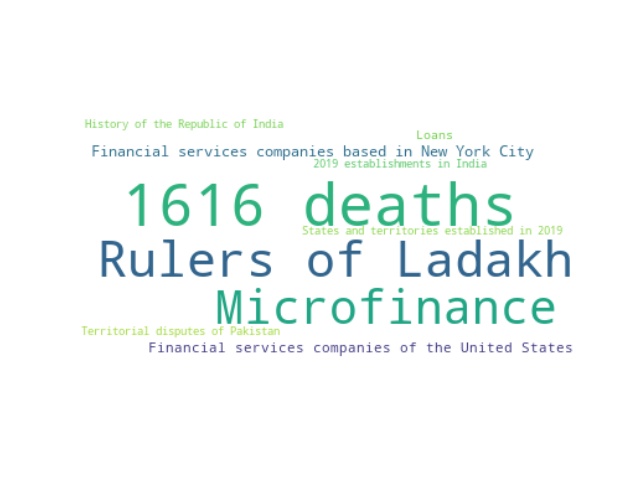 History of the Republic of India
Loans
Financial services companies based in New York City
2019 establishments in India
1616 deaths
States and territories established in 2019
Rulers of Ladakh
Microfinance
Territorial disputes of Pakistan
Financial services companies of the United States